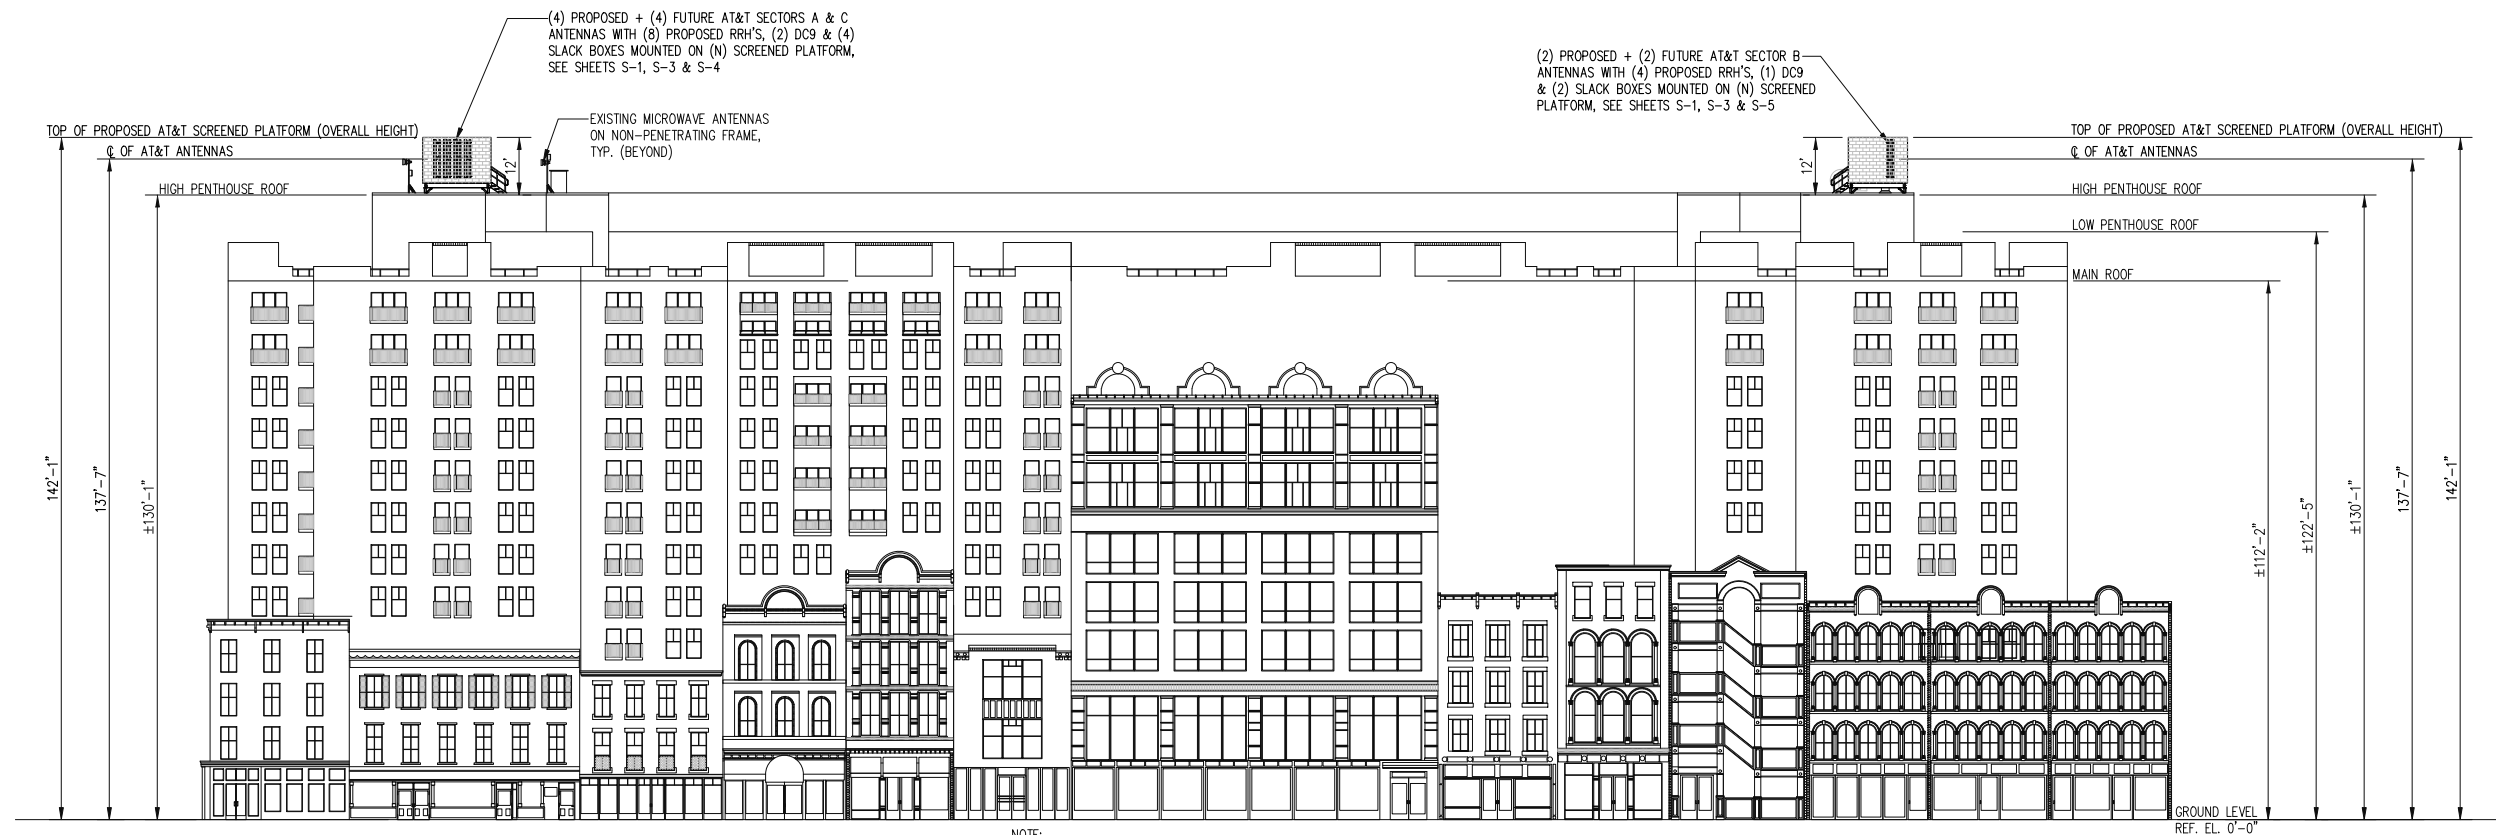 (4) PROPOSED + (4) FUTURE AT&T SECTORS A & C
ANTENNAS WITH (8) PROPOSED RRH'S, (2) DC9 & (4)
SLACK BOXES MOUNTED ON (N) SCREENED PLATFORM,
SEE SHEETS S-1, S-3 & S-4
(2) PROPOSED + (2) FUTURE AT&T SECTOR B
ANTENNAS WITH (4) PROPOSED RRH'S, (1) DC9
& (2) SLACK BOXES MOUNTED ON (N) SCREENED
PLATFORM, SEE SHEETS S-1, S-3 & S-5
EXISTING MICROWAVE ANTENNAS
ON NON-PENETRATING FRAME,
TYP. (BEYOND)
TOP OF PROPOSED AT&T SCREENED PLATFORM (OVERALL HEIGHT)
℄ OF AT&T ANTENNAS
HIGH PENTHOUSE ROOF
12'
12'
TOP OF PROPOSED AT&T SCREENED PLATFORM (OVERALL HEIGHT)
℄ OF AT&T ANTENNAS
HIGH PENTHOUSE ROOF
LOW PENTHOUSE ROOF
MAIN ROOF
142'-1"
137'-7"
±130'-1"
±112'-2"
±122'-5"
±130'-1"
137'-7"
142'-1"
GROUND LEVEL
REF. EL. 0'-0"
NOTE: